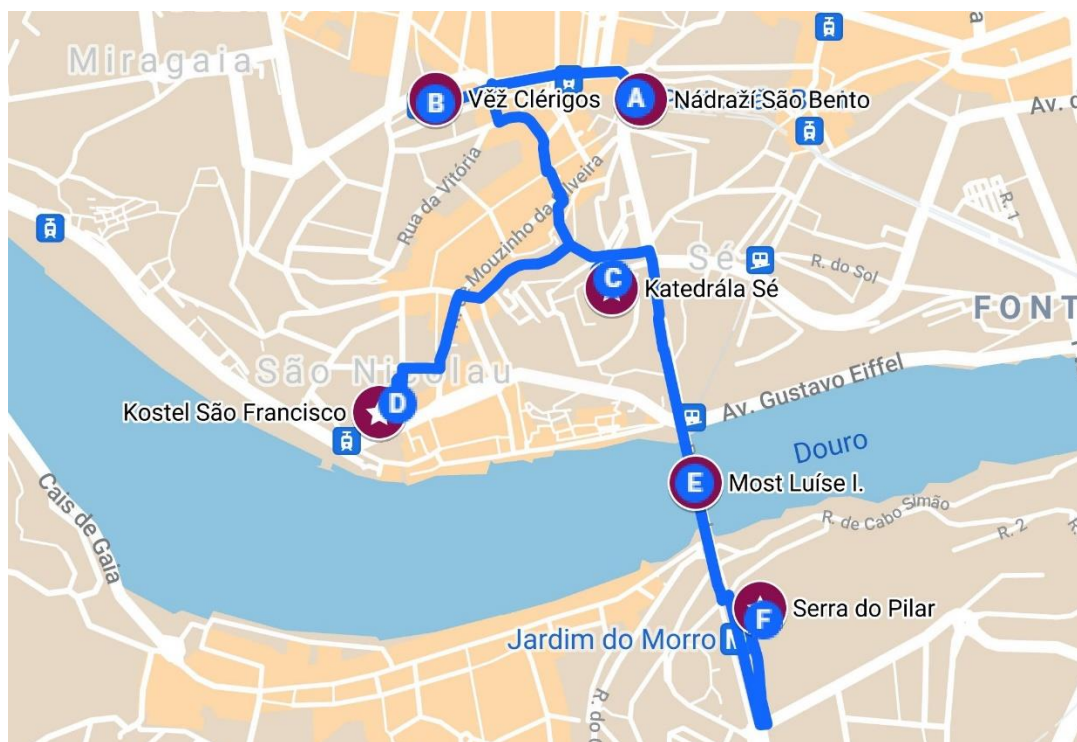 Miragaia
B
Věž Clérigos
A
Nádraží São Bento
Av. d
Rua da Vitória
R. de Mouzinho da Silveira
R. 1
Sé
R. do Sol
C
Katedrála Sé
FONT
São Nicolau
Av. Gustavo Eiffel
Kostel São Francisco
D
Douro
E
Most Luíse I.
Cais de Gaia
R. de Cabo Simão
R. 2
Serra do Pilar
F
Jardim do Morro
M